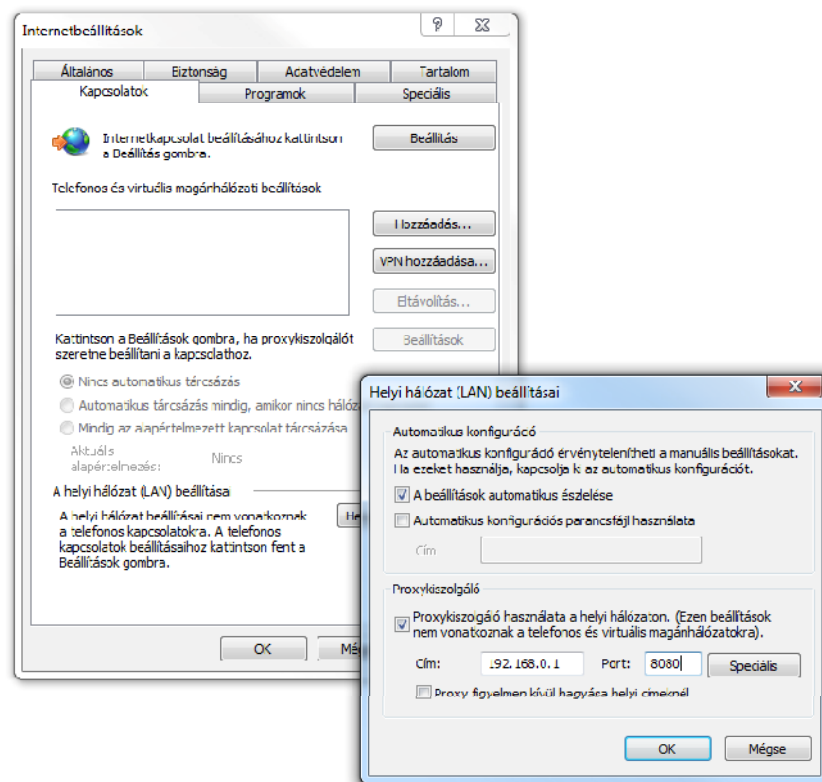 Internetbeállítások
Általános Biztonság Adatvédelem Tartalom
Kapcsolatok Programok Speciális
Internetkapcsolat beállításához kattintson
a Beállítás gombra.
Beállítás
Telefonos és virtuális magánhálózati beállítások
Hozzáadás...
VPN hozzáadása...
Eltávolítás...
Kattintson a Beállítások gombra, ha proxykiszolgálót
szeretne beállítani a kapcsolathoz.
Beállítások
Nincs automatikus tárcsázás
Automatikus tárcsázás mindig, amikor nincs
Mindig az alapértelmezett kapcsolat tárcsázása
Aktuális
alapértelmezés:
Nincs
A helyi hálózat (LAN) beállítása
A helyi hálózat beállításai nem vonatkoznak
a telefonos kapcsolatokra. A telefonos
kapcsolatok beállításaihoz kattintson fent a
Beállítások gombra.
OK
Helyi hálózat (LAN) beállításai
Automatikus konfiguráció
Az automatikus konfiguráció érvénytelenítheti a manuális beállításokat.
Ha ezeket használja, kapcsolja ki az automatikus konfigurációt.
A beállítások automatikus észlelése
Automatikus konfigurációs parancsfájl használata
Cím
Proxykiszolgáló
Proxykiszolgáló használata a helyi hálózaton. (Ezen beállítások
nem vonatkoznak a telefonos és virtuális magánhálózatokra).
Cím: 192.168.0.1 Port: 8080 Speciális
Proxy figyelmen kívül hagyása helyi címeknél
OK Mégse